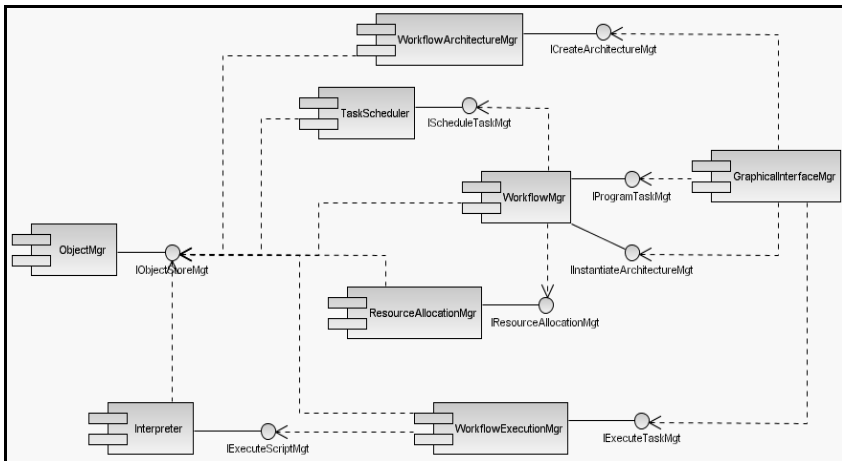 WorkflowArchitectureMgr
ICreateArchitectureMgt
TaskScheduler
IScheduleTaskMgt
GraphicalInterfaceMgr
WorkflowMgr
IProgramTaskMgt
ObjectMgr
IObjectStoreMgt
IInstantiateArchitectureMgt
ResourceAllocationMgr
IResourceAllocationMgt
Interpreter
IExecuteScriptMgt
WorkflowExecutionMgr
IExecuteTaskMgt